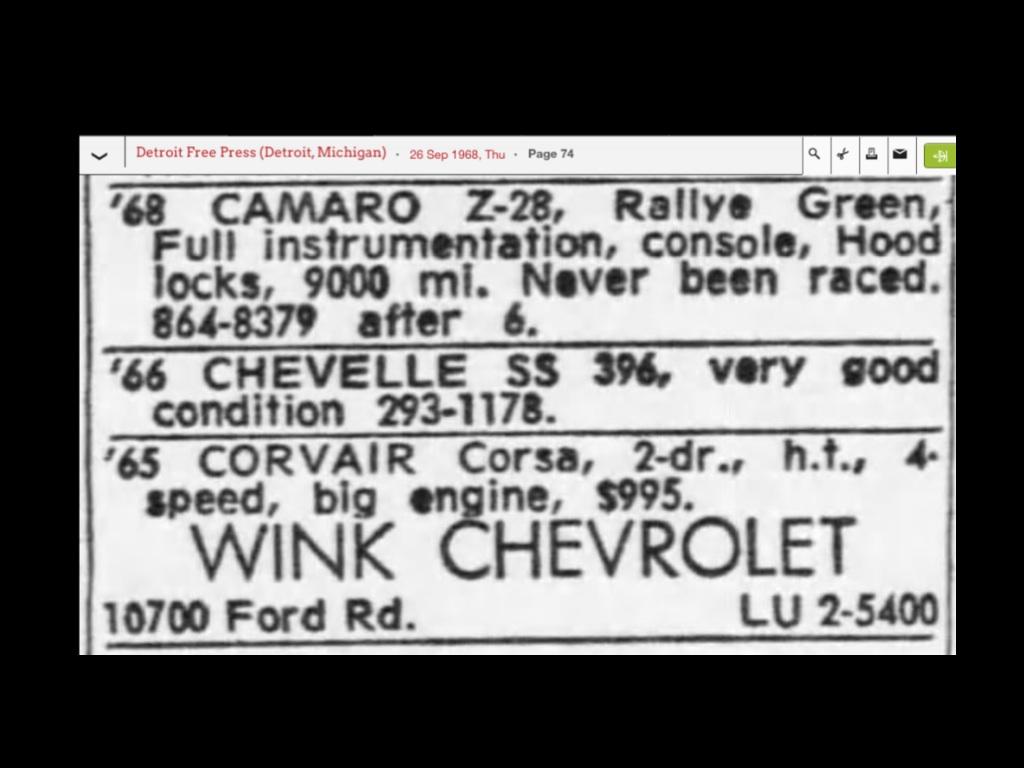 Detroit Free Press (Detroit, Michigan) · 26 Sep 1968, Thu · Page 74
'68 CAMARO Z-28, Rallye Green,
Full instrumentation, console, Hood
locks, 9000 mi. Never been raced.
864-8379 after 6.
'66 CHEVELLE SS 396, very good
condition 293-1178.
'65 CORVAIR Corsa, 2-dr., h.t., 4-
speed, big engine, $995.
WINK CHEVROLET
10700 Ford Rd. LU 2-5400